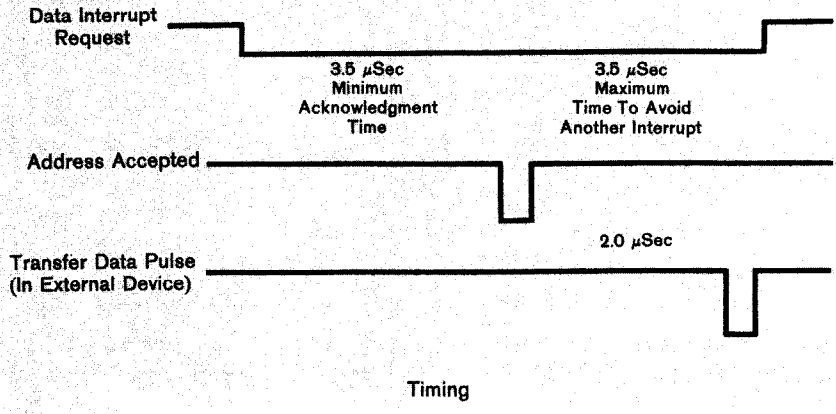 Data Interrupt
Request
3.5 μSec
Minimum
Acknowledgment
Time
3.5 μSec
Maximum
Time To Avoid
Another Interrupt
Address Accepted
2.0 μSec
Transfer Data Pulse
(In External Device)
Timing